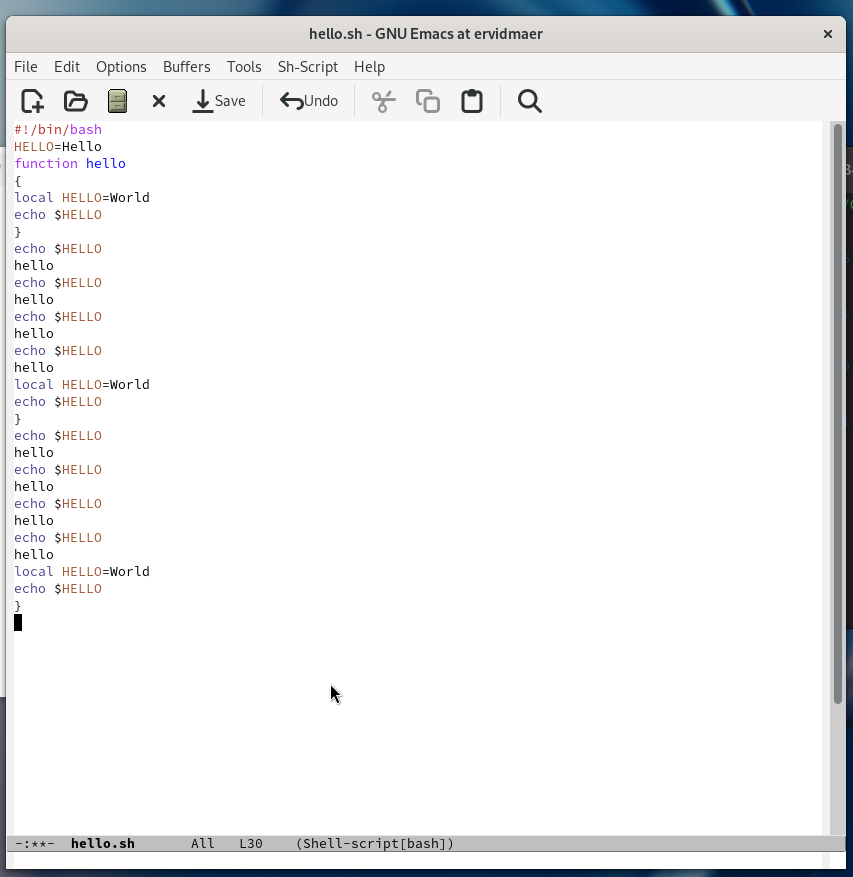 hello.sh - GNU Emacs at ervidmaer
File Edit Options Buffers Tools Sh-Script Help
Save Undo
#!/bin/bash
HELLO=Hello
function hello
{
local HELLO=World
echo $HELLO
}
echo $HELLO
hello
echo $HELLO
hello
echo $HELLO
hello
echo $HELLO
hello
local HELLO=World
echo $HELLO
}
echo $HELLO
hello
echo $HELLO
hello
echo $HELLO
hello
echo $HELLO
hello
local HELLO=World
echo $HELLO
}
-:**- hello.sh All L30 (Shell-script[bash])